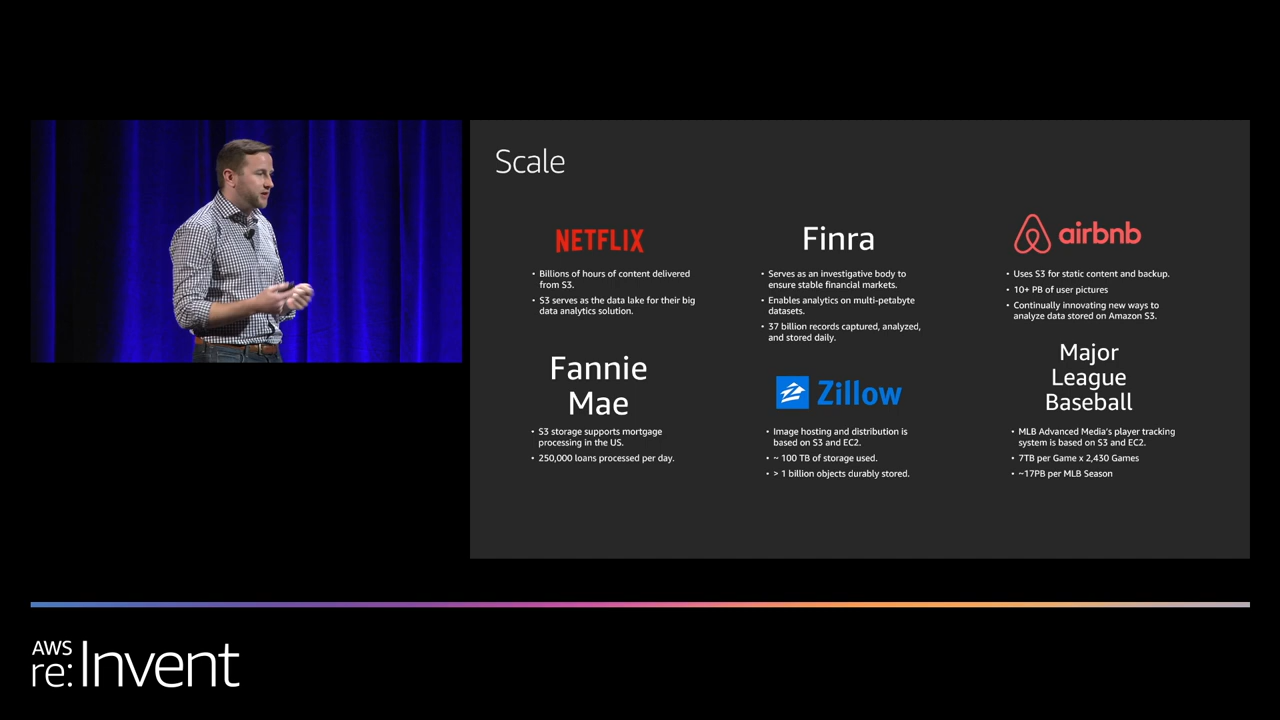 Scale
NETFLIX
• Billions of hours of content delivered
from S3.
• S3 serves as the data lake for their big
data analytics solution.
Finra
• Serves as an investigative body to
ensure stable financial markets.
• Enables analytics on multi-petabyte
datasets.
• 37 billion records captured, analyzed,
and stored daily.
airbnb
• Uses S3 for static content and backup.
• 10+ PB of user pictures
• Continually innovating new ways to
analyze data stored on Amazon S3.
Fannie
Mae
• S3 storage supports mortgage
processing in the US.
• 250,000 loans processed per day.
Zillow
• Image hosting and distribution is
based on S3 and EC2.
• ~ 100 TB of storage used.
• > 1 billion objects durably stored.
Major
League
Baseball
• MLB Advanced Media's player tracking
system is based on S3 and EC2.
• 7TB per Game x 2,430 Games
• ~17PB per MLB Season
AWS
re:Invent